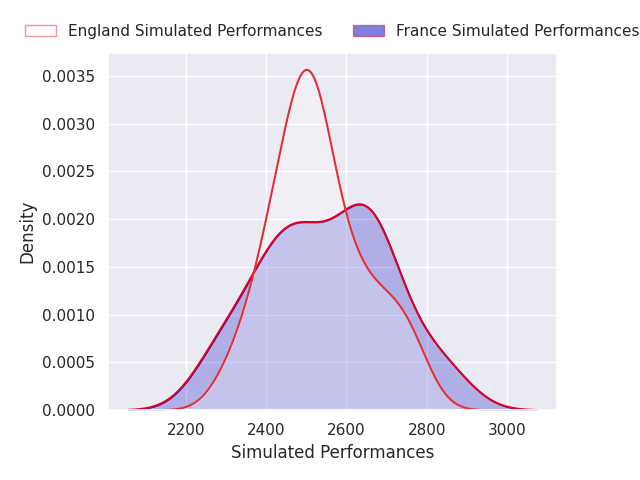 England Simulated Performances France Simulated Performances
0.0035
0.0030
0.0025
0.0020
0.0015
0.0010
0.0005
0.0000
Density
2200 2400 2600 2800 3000
Simulated Performances